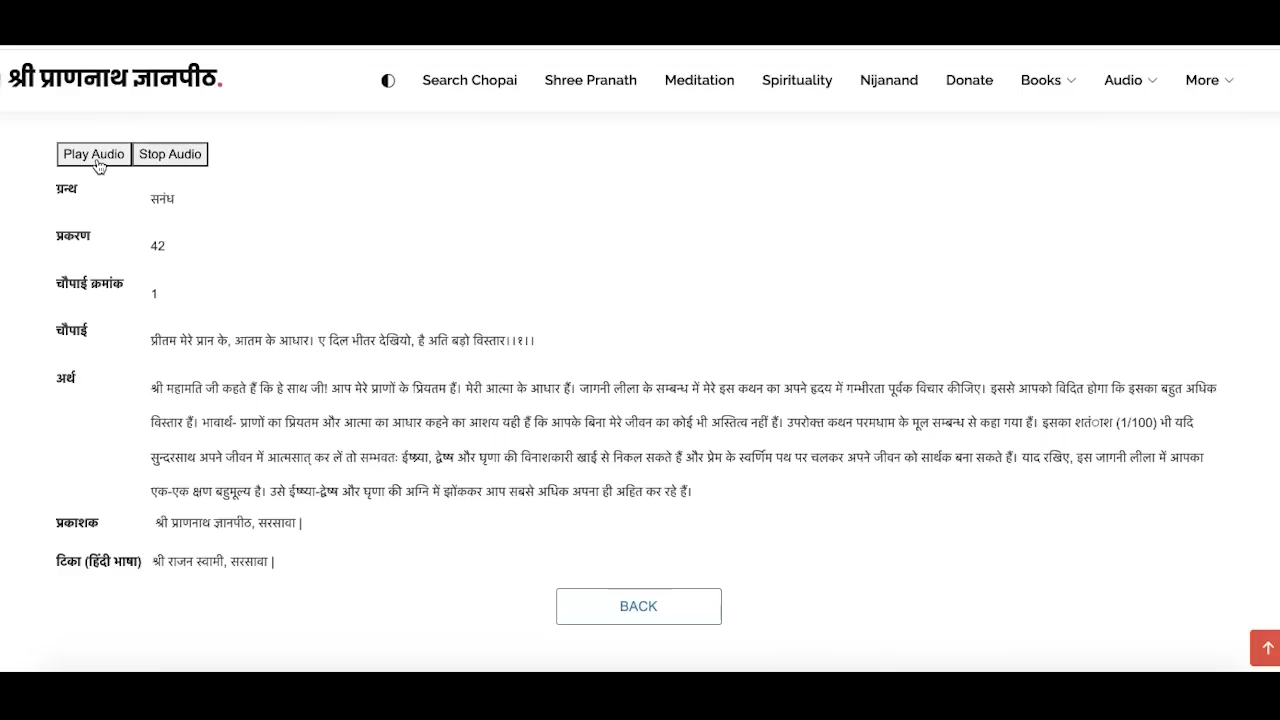 श्री प्राणनाथ ज्ञानपीठ.
Search Chopai Shree Pranath Meditation Spirituality Nijanand Donate Books Audio More
Play Audio Stop Audio
ग्रन्थ सनंध
प्रकरण 42
चौपाई क्रमांक 1
चौपाई प्रीतम मेरे प्रान के, आतम के आधार। ए दिल भीतर देखियो, है अति बड़ो विस्तार।।१।।
अर्थ श्री महामति जी कहते हैं कि हे साथ जी! आप मेरे प्राणों के प्रियतम हैं। मेरी आत्मा के आधार हैं। जागनी लीला के सम्बन्ध में मेरे इस कथन का अपने हृदय में गम्भीरता पूर्वक विचार कीजिए। इससे आपको विदित होगा कि इसका बहुत अधिक
विस्तार हैं। भावार्थ- प्राणों का प्रियतम और आत्मा का आधार कहने का आशय यही हैं कि आपके बिना मेरे जीवन का कोई भी अस्तित्व नहीं हैं। उपरोक्त कथन परमधाम के मूल सम्बन्ध से कहा गया हैं। इसका शतंाश (1/100) भी यदि
सुन्दरसाथ अपने जीवन में आत्मसात् कर लें तो सम्भवतः ईष्र्या, द्वेष और घृणा की विनाशकारी खाई से निकल सकते हैं और प्रेम के स्वर्णिम पथ पर चलकर अपने जीवन को सार्थक बना सकते हैं। याद रखिए, इस जागनी लीला में आपका
एक-एक क्षण बहुमूल्य है। उसे ईष्र्या-द्वेष और घृणा की अग्नि में झोंककर आप सबसे अधिक अपना ही अहित कर रहे हैं।
प्रकाशक श्री प्राणनाथ ज्ञानपीठ, सरसावा |
टिका (हिंदी भाषा) श्री राजन स्वामी, सरसावा |
BACK